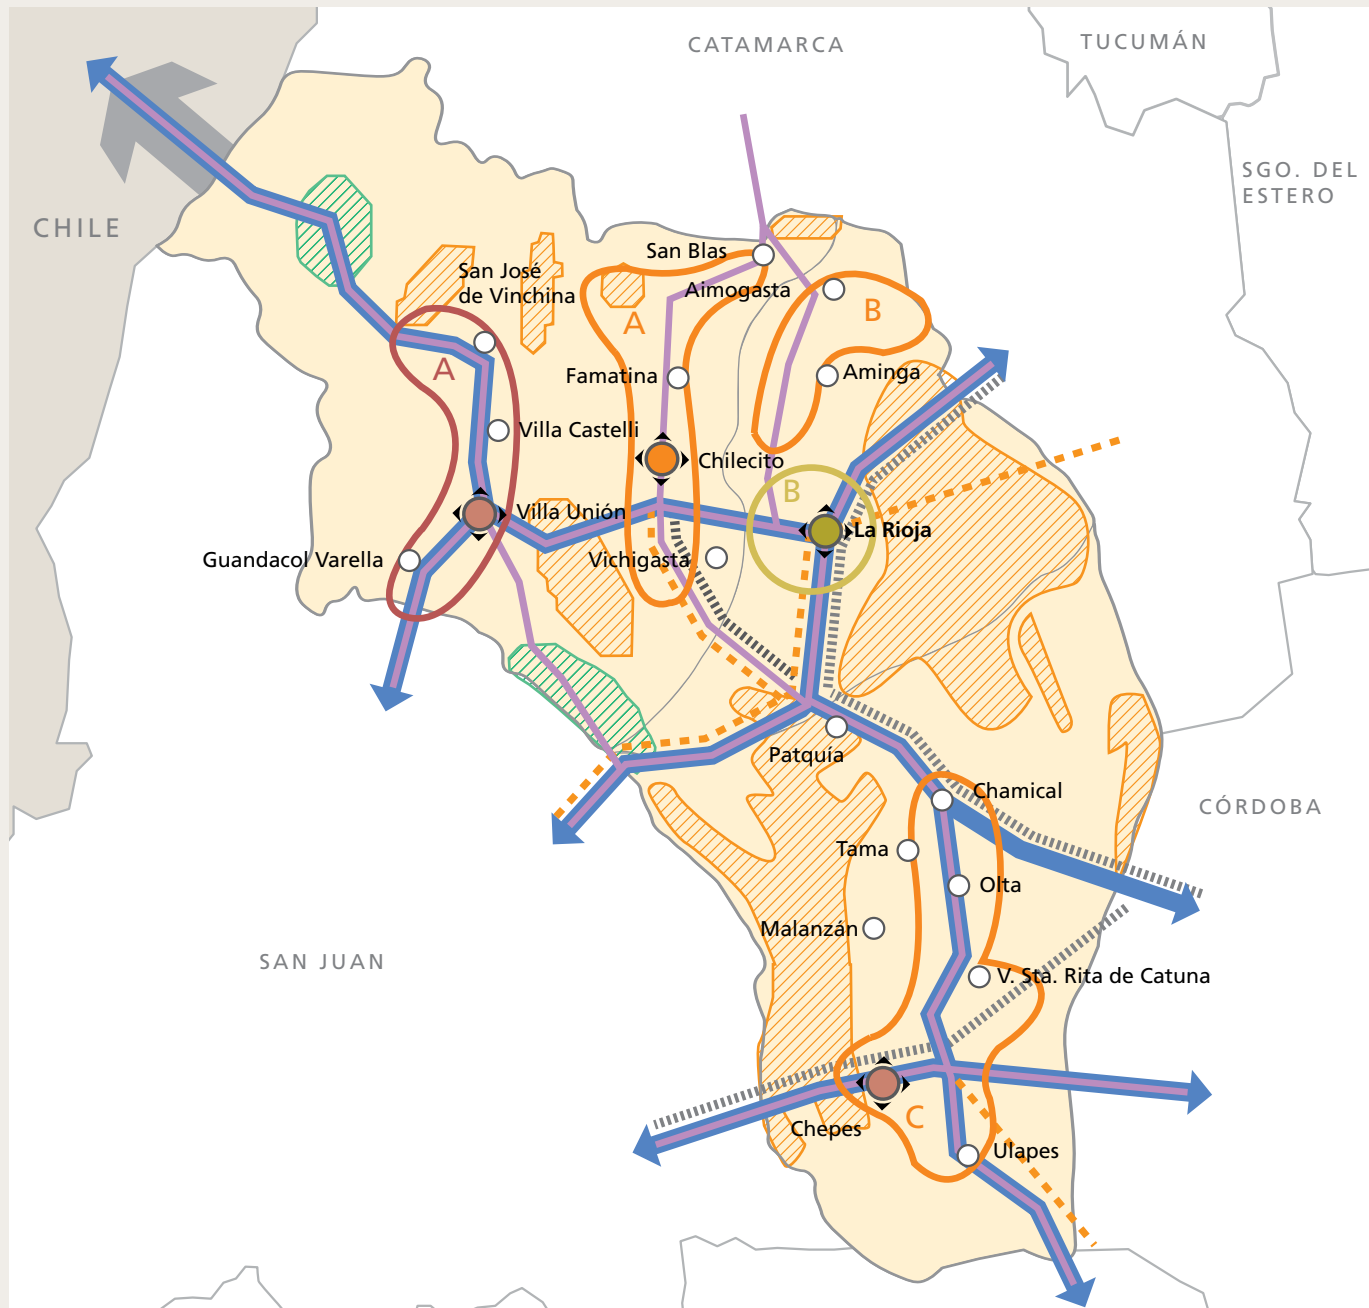 CATAMARCA
TUCUMÁN
SGO. DEL
ESTERO
CHILE
San Blas
San José
de Vinchina
Aimogasta
A
B
A
Famatina
Aminga
Villa Castelli
Chilecito
B
Villa Unión
La Rioja
Guandacol Varella
Vichigasta
Patquía
Chamical
CÓRDOBA
Tama
Olta
Malanzán
SAN JUAN
V. Sta. Rita de Catuna
C
Chepes
Ulapes